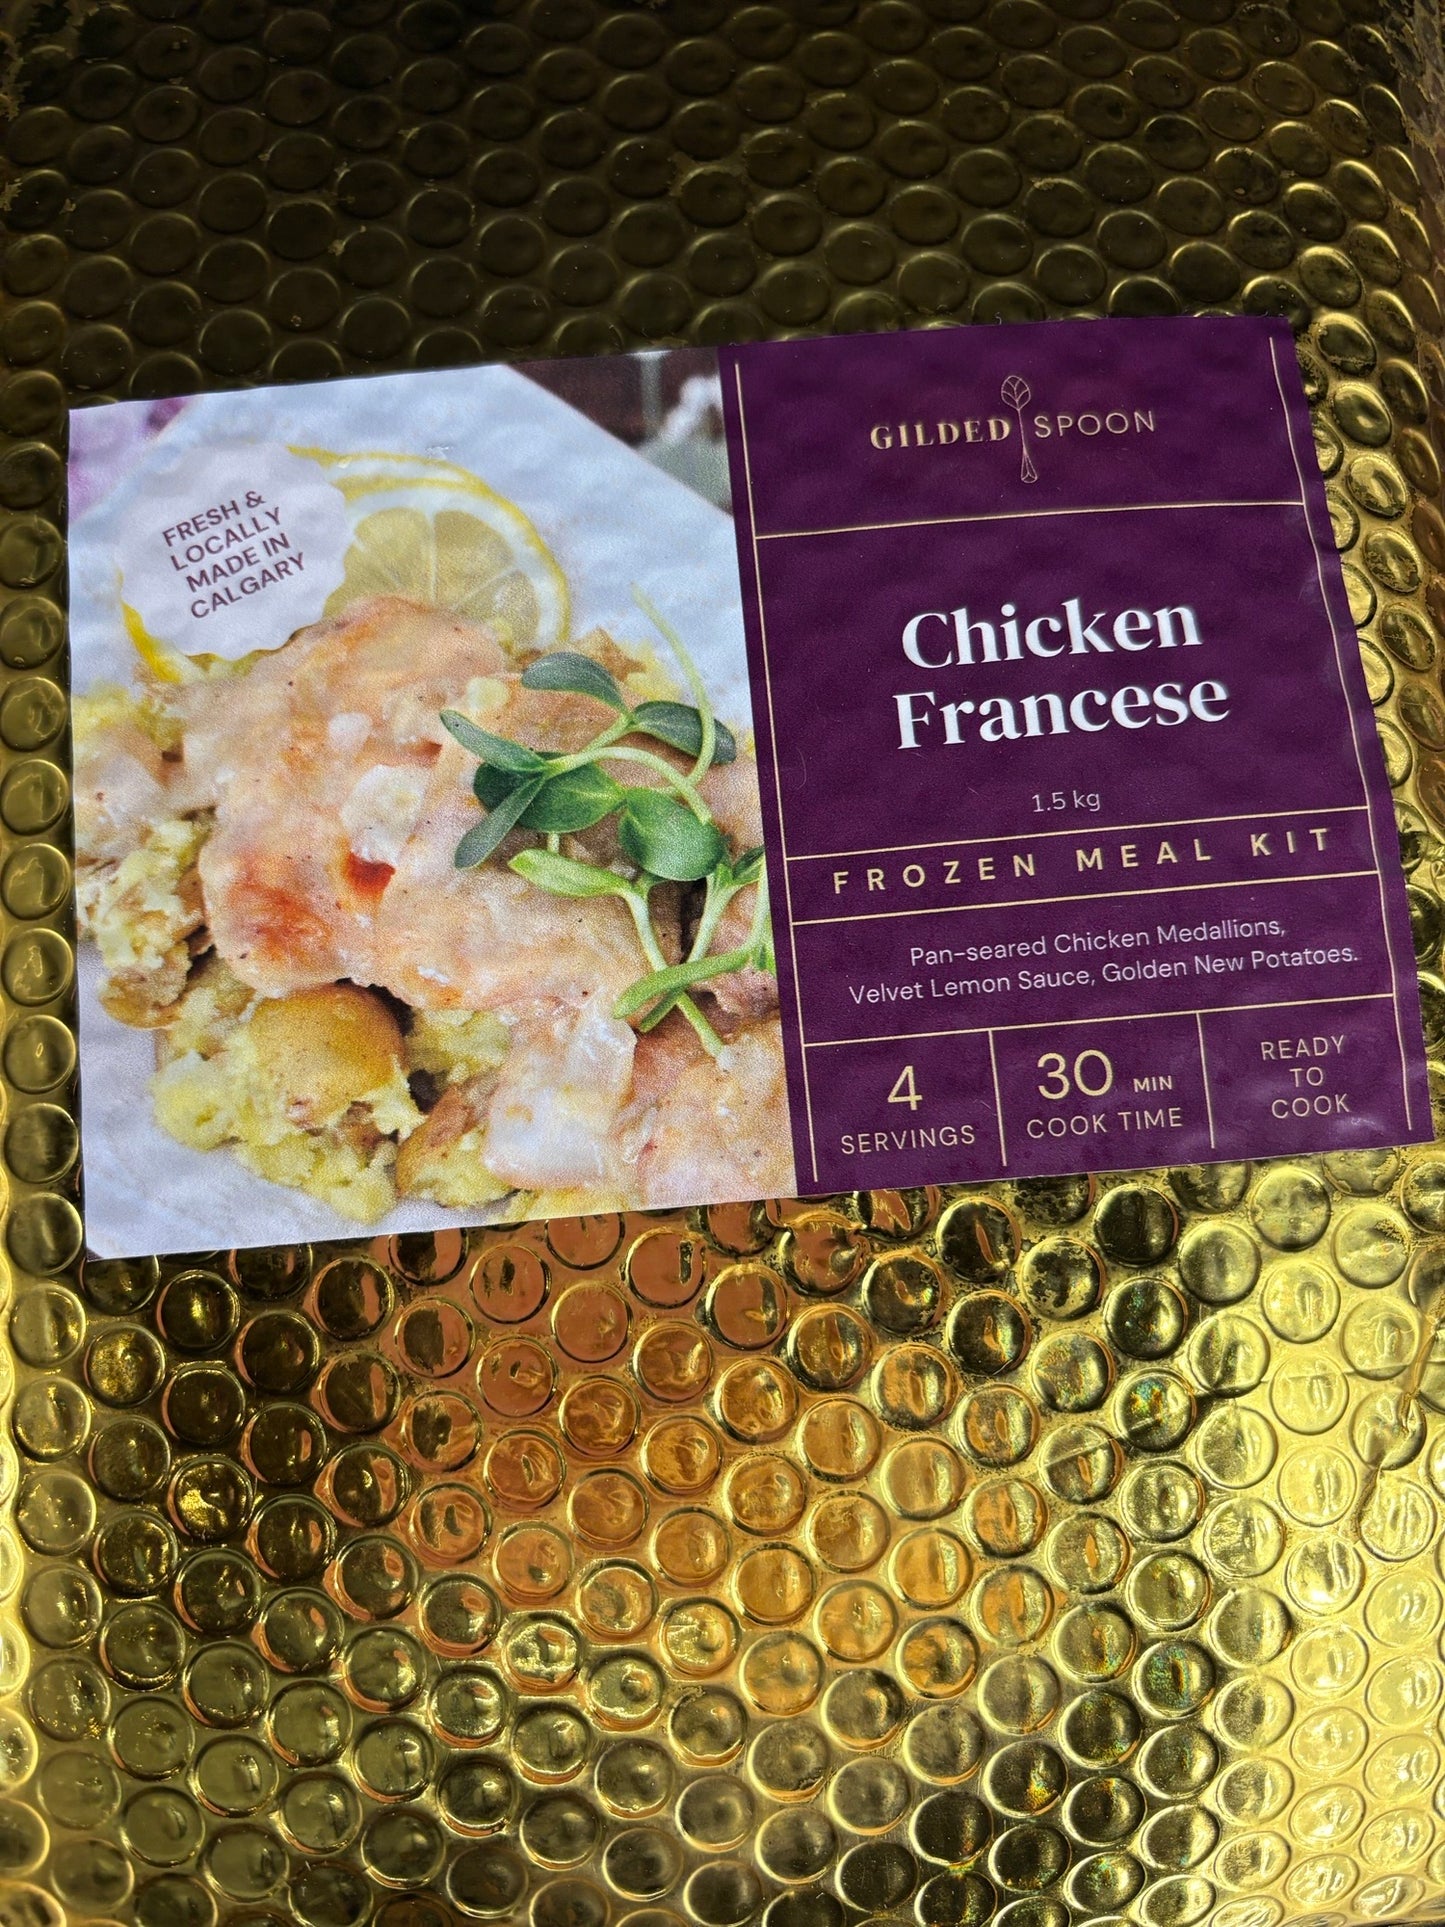 FRESH &
LOCALLY
MADE IN
CALGARY
GILDED SPOON
Chicken
Francese
1.5 kg
FROZEN MEAL KIT
Pan-seared Chicken Medallions,
Velvet Lemon Sauce, Golden New Potatoes.
4
SERVINGS
30 MIN
COOK TIME
READY
TO
COOK